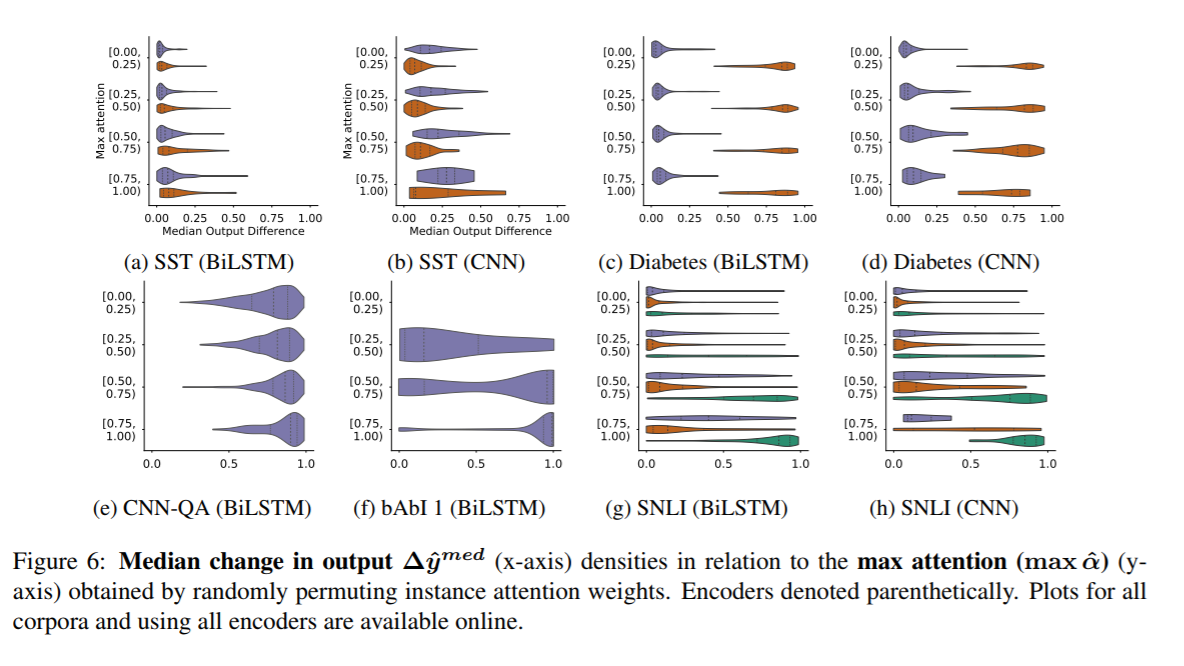 Max attention
[0.00,
0.25)
[0.25,
0.50)
[0.50,
0.75)
[0.75,
1.00)
0.00 0.25 0.50 0.75 1.00
Median Output Difference
(a) SST (BiLSTM)
Max attention
[0.00,
0.25)
[0.25,
0.50)
[0.50,
0.75)
[0.75,
1.00)
0.00 0.25 0.50 0.75 1.00
Median Output Difference
(b) SST (CNN)
[0.00,
0.25)
[0.25,
0.50)
[0.50,
0.75)
[0.75,
1.00)
0.00 0.25 0.50 0.75 1.00
(c) Diabetes (BiLSTM)
[0.00,
0.25)
[0.25,
0.50)
[0.50,
0.75)
[0.75,
1.00)
0.00 0.25 0.50 0.75 1.00
(d) Diabetes (CNN)
[0.00,
0.25)
[0.25,
0.50)
[0.50,
0.75)
[0.75,
1.00)
0.0 0.5 1.0
(e) CNN-QA (BiLSTM)
[0.00,
0.25)
[0.25,
0.50)
[0.50,
0.75)
[0.75,
1.00)
0.0 0.5 1.0
(f) bAbI 1 (BiLSTM)
[0.00,
0.25)
[0.25,
0.50)
[0.50,
0.75)
[0.75,
1.00)
0.0 0.5 1.0
(g) SNLI (BiLSTM)
[0.00,
0.25)
[0.25,
0.50)
[0.50,
0.75)
[0.75,
1.00)
0.0 0.5 1.0
(h) SNLI (CNN)
Figure 6: Median change in output Δŷ^med (x-axis) densities in relation to the max attention (max α̂) (y-
axis) obtained by randomly permuting instance attention weights. Encoders denoted parenthetically. Plots for all
corpora and using all encoders are available online.